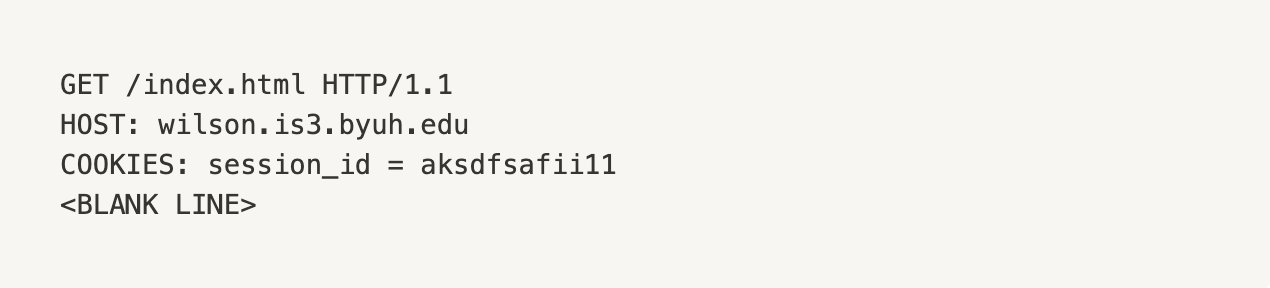 GET /index.html HTTP/1.1
HOST: wilson.is3.byuh.edu
COOKIES: session_id = aksdfsafii11
<BLANK LINE>